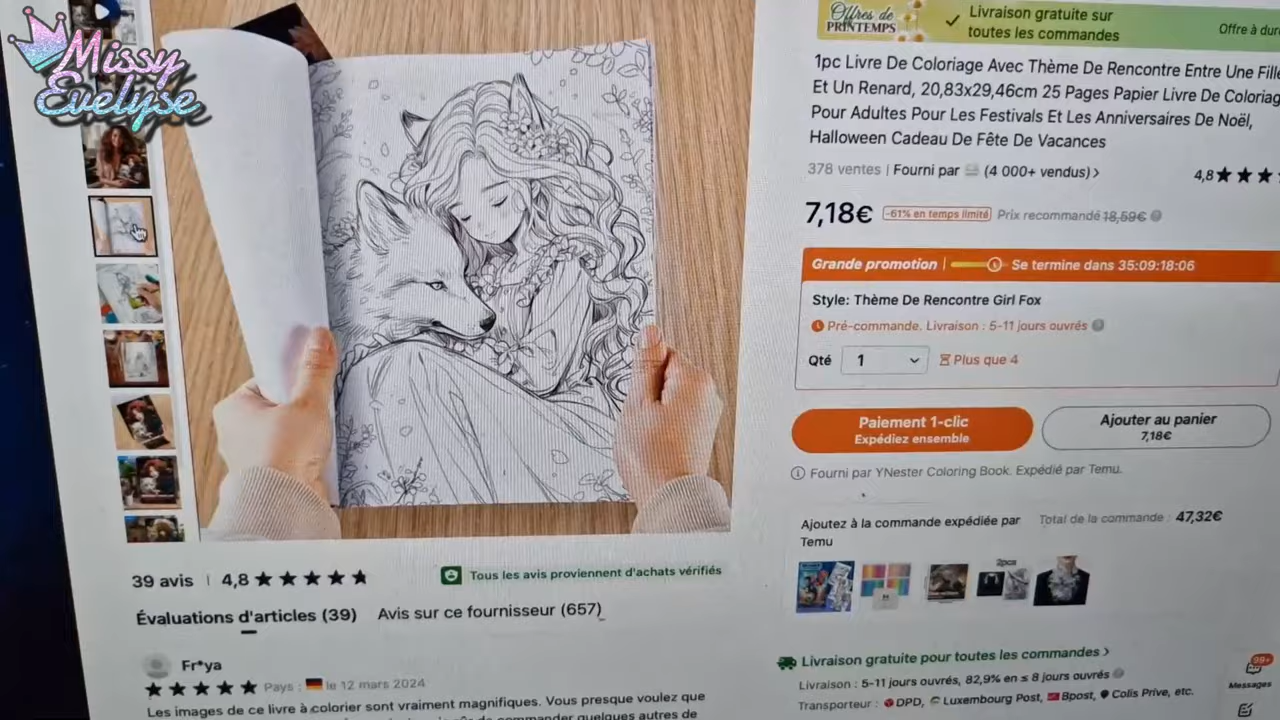 Missy
Evelyse
Offres de
PRINTEMPS
Livraison gratuite sur
toutes les commandes
Offre à dur
1pc Livre De Coloriage Avec Thème De Rencontre Entre Une Fille
Et Un Renard, 20,83x29,46cm 25 Pages Papier Livre De Coloriag
Pour Adultes Pour Les Festivals Et Les Anniversaires De Noël,
Halloween Cadeau De Fête De Vacances
378 ventes | Fourni par (4 000+ vendus) >
4,8
7,18€ -61% en temps limité Prix recommandé 18,59€
Grande promotion | Se termine dans 35:09:18:06
Style: Thème De Rencontre Girl Fox
Pré-commande. Livraison : 5-11 jours ouvrés
Qté 1 Plus que 4
Paiement 1-clic
Expédiez ensemble
Ajouter au panier
7,18€
Fourni par YNester Coloring Book. Expédié par Temu.
Ajoutez à la commande expédiée par
Temu
Total de la commande : 47,32€
2pcs
39 avis | 4,8
Tous les avis proviennent d'achats vérifiés
Évaluations d'articles (39) Avis sur ce fournisseur (657)
Fr*ya
Pays : le 12 mars 2024
Les images de ce livre à colorier sont vraiment magnifiques. Vous presque voulez que
commander quelques autres de
Livraison gratuite pour toutes les commandes >
Livraison : 5-11 jours ouvrés, 82,9% en ≤ 8 jours ouvrés
Transporteur : DPD, Luxembourg Post, Bpost, Colis Prive, etc.
99+
Messages